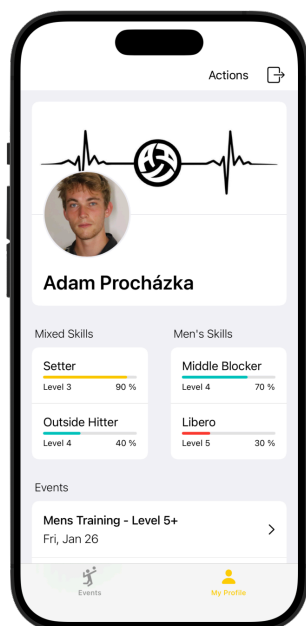 Actions
Adam Procházka
Mixed Skills
Men's Skills
Setter
Level 3 90 %
Middle Blocker
Level 4 70 %
Outside Hitter
Level 4 40 %
Libero
Level 5 30 %
Events
Mens Training - Level 5+
Fri, Jan 26
Events
My Profile